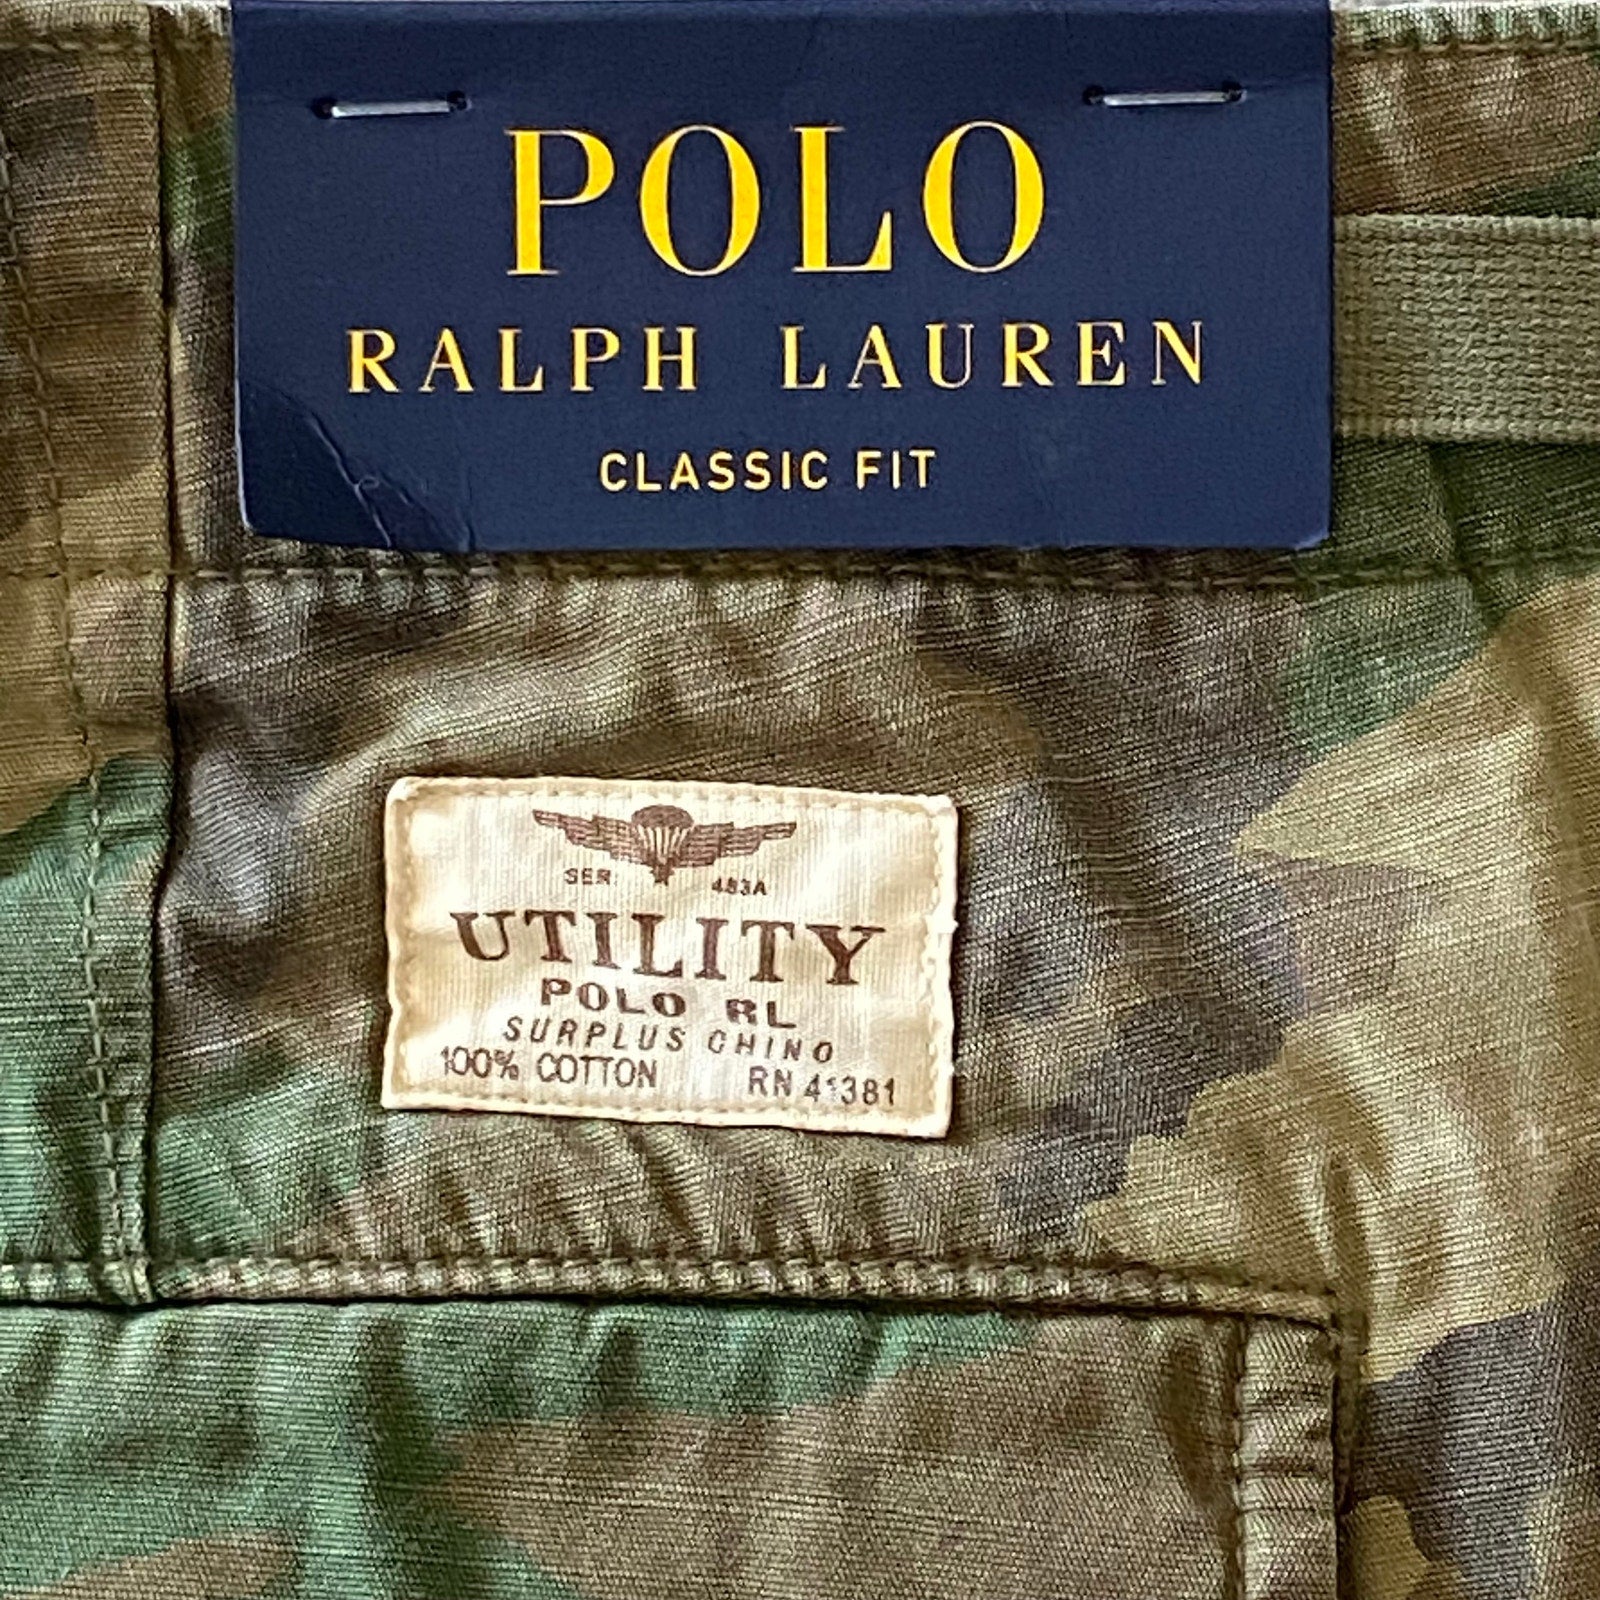 POLO
RALPH LAUREN
CLASSIC FIT
SER. 483A
UTILITY
POLO RL
SURPLUS CHINO
100% COTTON RN 41381